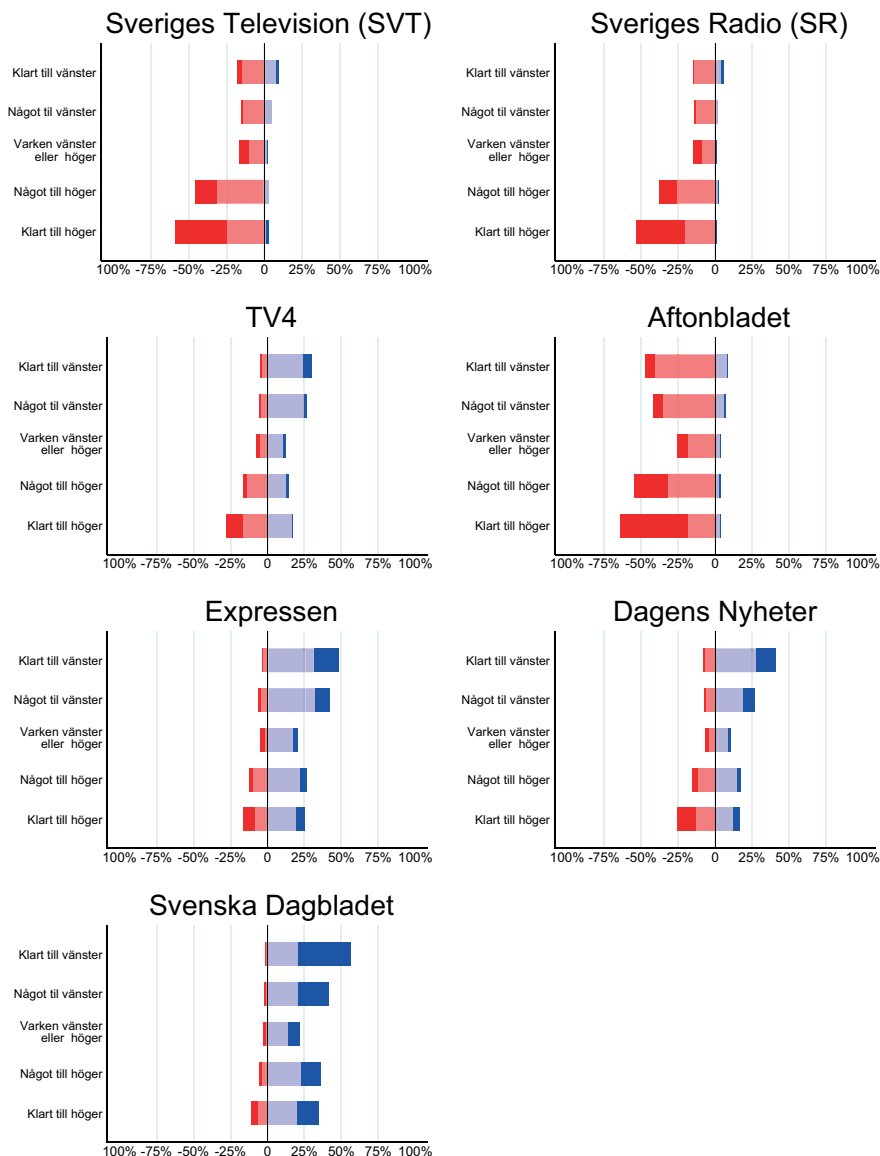 Sveriges Television (SVT)
Klart till vänster
Något til vänster
Varken vänster
eller höger
Något till höger
Klart till höger
100% -75% -50% -25% 0 25% 50% 75% 100%
Sveriges Radio (SR)
Klart till vänster
Något til vänster
Varken vänster
eller höger
Något till höger
Klart till höger
100% -75% -50% -25% 0 25% 50% 75% 100%
TV4
Klart till vänster
Något til vänster
Varken vänster
eller höger
Något till höger
Klart till höger
100% -75% -50% -25% 0 25% 50% 75% 100%
Aftonbladet
Klart till vänster
Något til vänster
Varken vänster
eller höger
Något till höger
Klart till höger
100% -75% -50% -25% 0 25% 50% 75% 100%
Expressen
Klart till vänster
Något til vänster
Varken vänster
eller höger
Något till höger
Klart till höger
100% -75% -50% -25% 0 25% 50% 75% 100%
Dagens Nyheter
Klart till vänster
Något til vänster
Varken vänster
eller höger
Något till höger
Klart till höger
100% -75% -50% -25% 0 25% 50% 75% 100%
Svenska Dagbladet
Klart till vänster
Något til vänster
Varken vänster
eller höger
Något till höger
Klart till höger
100% -75% -50% -25% 0 25% 50% 75% 100%